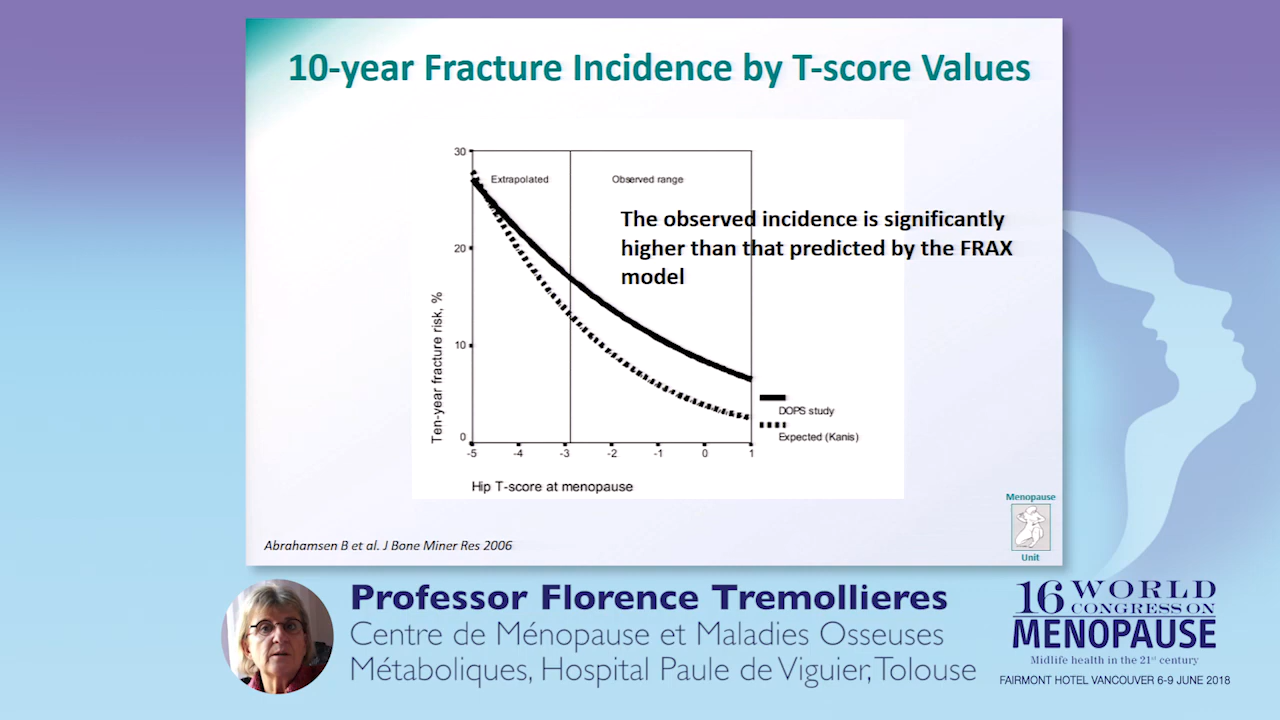 10-year Fracture Incidence by T-score Values
30
Extrapolated
Observed range
The observed incidence is significantly
higher than that predicted by the FRAX
model
20
Ten-year fracture risk, %
10
0
-5 -4 -3 -2 -1 0 1
DOPS study
Expected (Kanis)
Hip T-score at menopause
Menopause
Unit
Abrahamsen B et al. J Bone Miner Res 2006
Professor Florence Tremollieres
Centre de Ménopause et Maladies Osseuses
Métaboliques, Hospital Paule de Viguier, Tolouse
16 WORLD
CONGRESS ON
MENOPAUSE
Midlife health in the 21st century
FAIRMONT HOTEL VANCOUVER 6-9 JUNE 2018